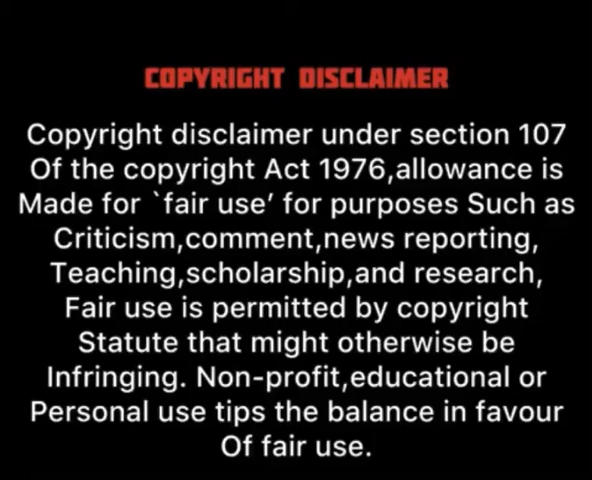 COPYRIGHT DISCLAIMER
Copyright disclaimer under section 107
Of the copyright Act 1976,allowance is
Made for `fair use’ for purposes Such as
Criticism,comment,news reporting,
Teaching,scholarship,and research,
Fair use is permitted by copyright
Statute that might otherwise be
Infringing. Non-profit,educational or
Personal use tips the balance in favour
Of fair use.